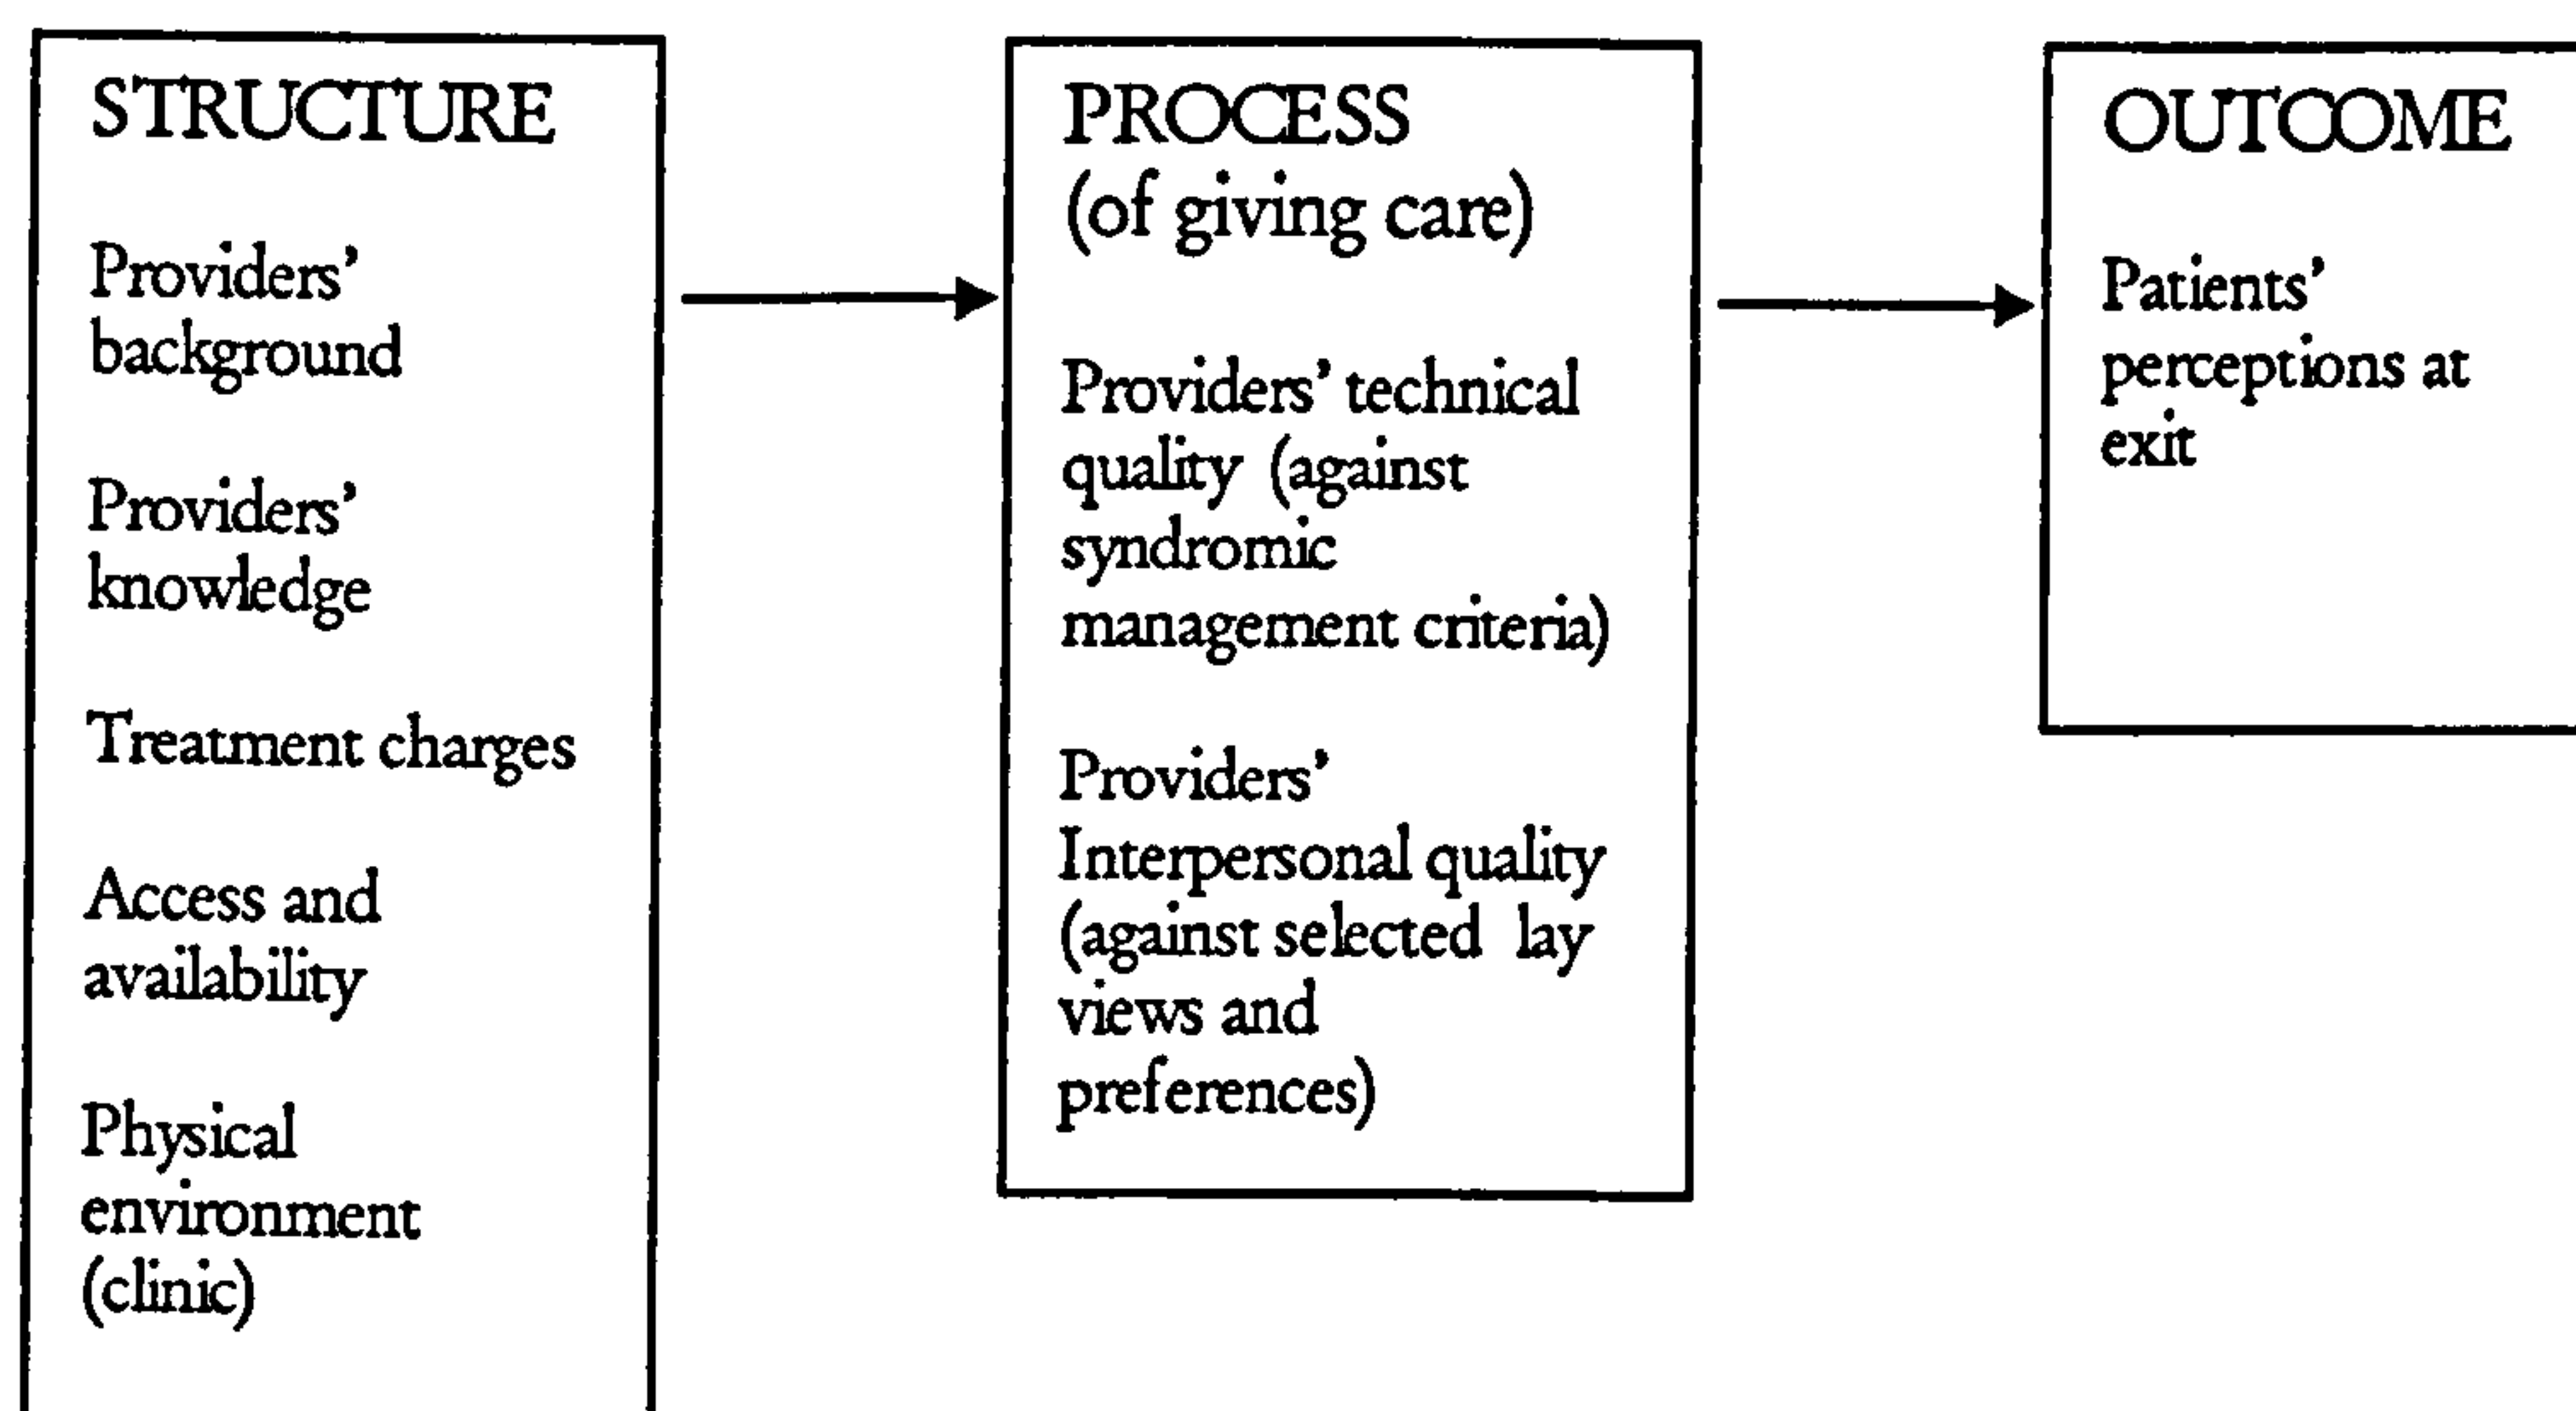 STRUCTURE
Providers’
background
Providers’
knowledge
Treatment charges
Access and
availability
Physical
environment
(clinic)
PROCESS
(of giving care)
Providers’ technical
quality (against
syndromic
management criteria)
Providers’
Interpersonal quality
(against selected lay
views and
preferences)
OUTCOME
Patients’
perceptions at
exit